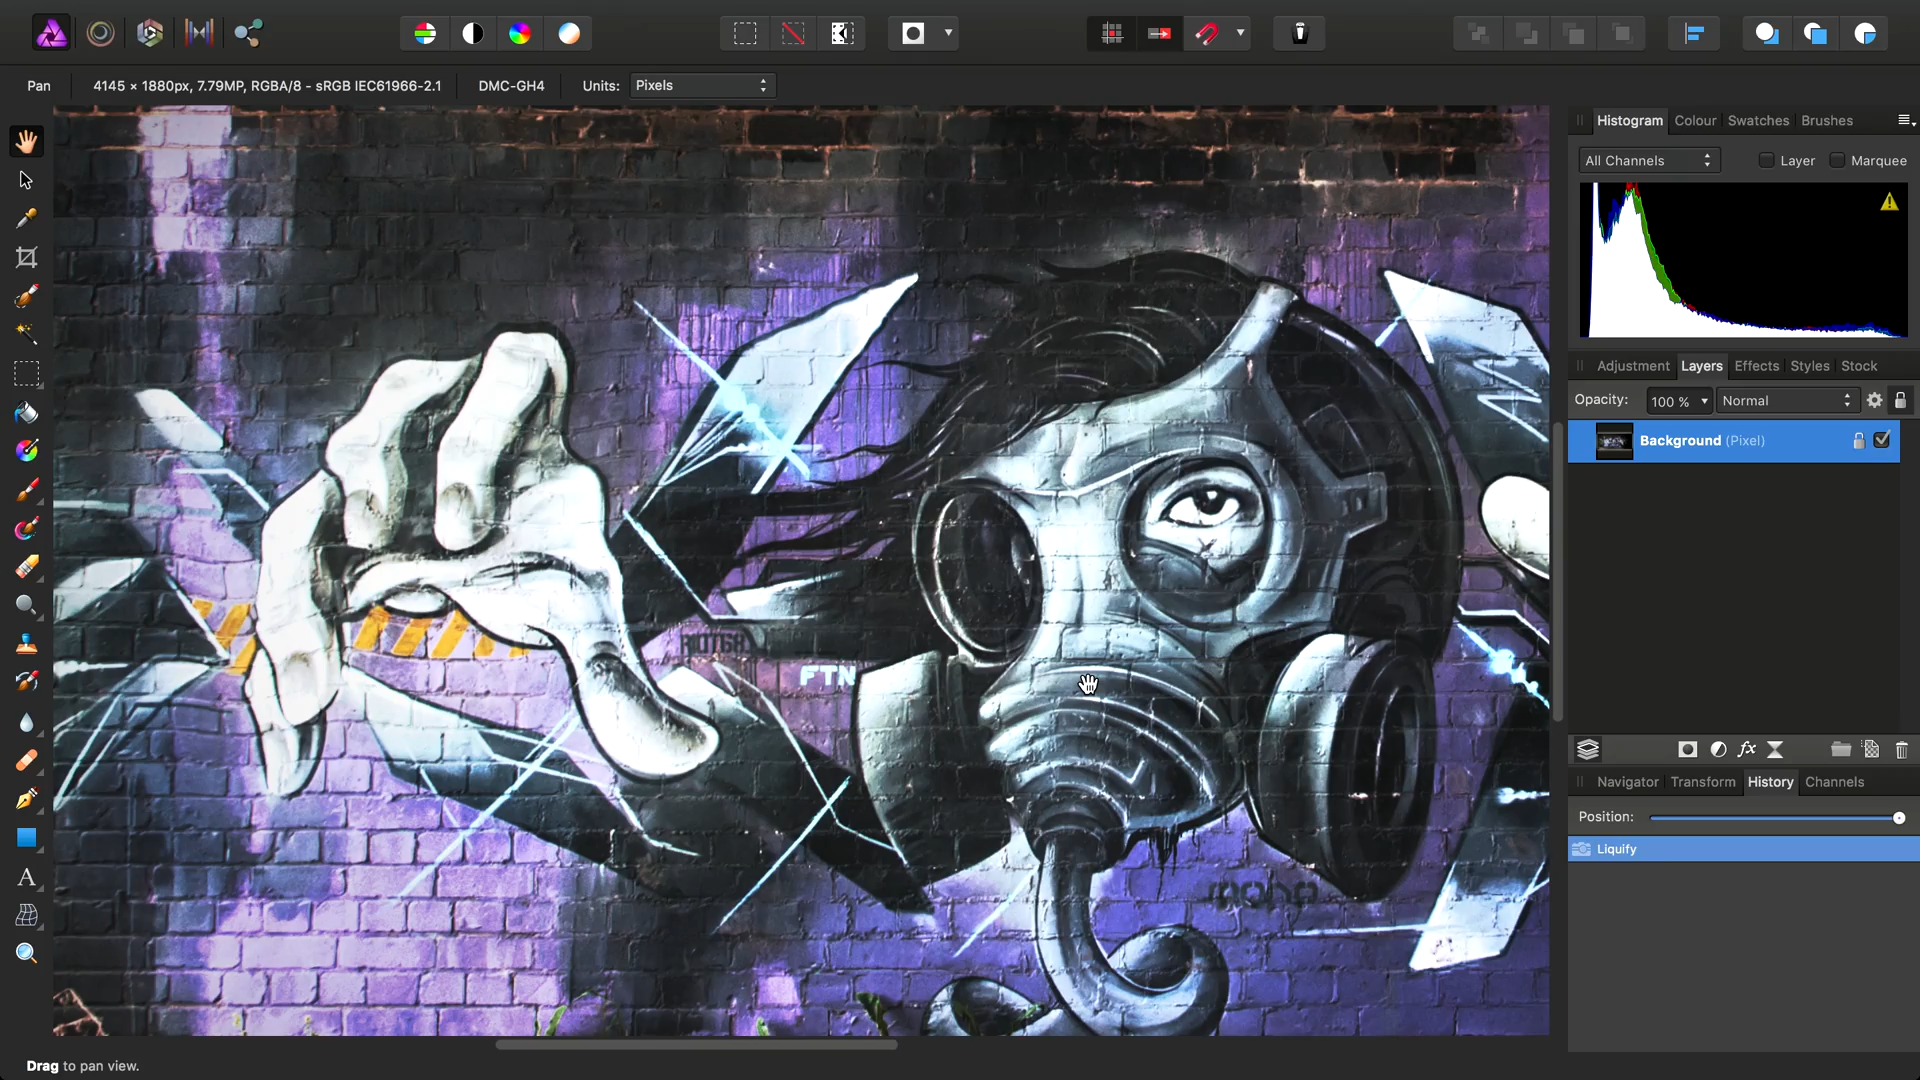 Pan
4145 × 1880px, 7.79MP, RGBA/8 - sRGB IEC61966-2.1
DMC-GH4
Units:
Pixels
Histogram
Colour
Swatches
Brushes
All Channels
Layer
Marquee
Adjustment
Layers
Effects
Styles
Stock
Opacity:
100 %
Normal
Background (Pixel)
FTN
fx
Navigator
Transform
History
Channels
Position:
Liquify
A
Drag to pan view.